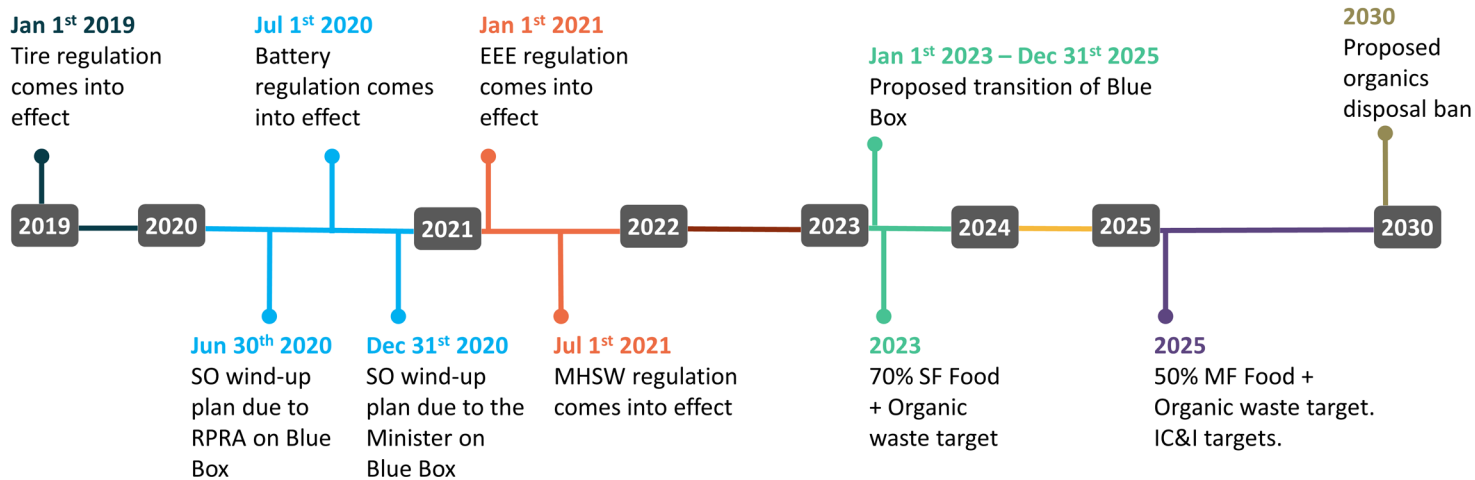 Jan 1st 2019
Tire regulation
comes into
effect
Jul 1st 2020
Battery
regulation comes
into effect
Jan 1st 2021
EEE regulation
comes into
effect
Jan 1st 2023 – Dec 31st 2025
Proposed transition of Blue
Box
2030
Proposed
organics
disposal ban
2019
2020
2021
2022
2023
2024
2025
2030
Jun 30th 2020
SO wind-up
plan due to
RPRA on Blue
Box
Dec 31st 2020
SO wind-up
plan due to the
Minister on
Blue Box
Jul 1st 2021
MHSW regulation
comes into effect
2023
70% SF Food
+ Organic
waste target
2025
50% MF Food +
Organic waste target.
IC&I targets.